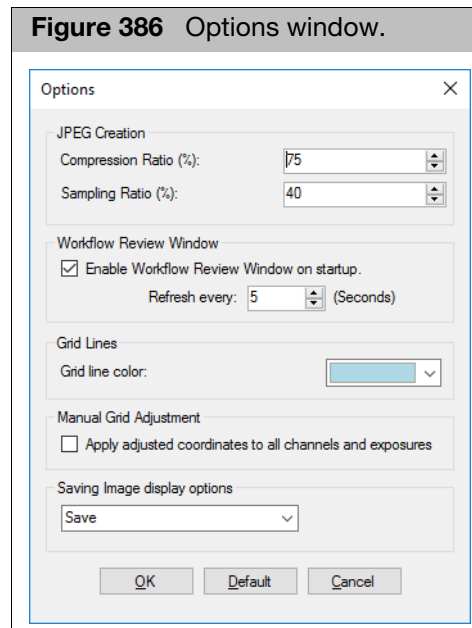 Figure 386 Options window.
Options
JPEG Creation
Compression Ratio (%): 75
Sampling Ratio (%): 40
Workflow Review Window
Enable Workflow Review Window on startup.
Refresh every: 5 (Seconds)
Grid Lines
Grid line color:
Manual Grid Adjustment
Apply adjusted coordinates to all channels and exposures
Saving Image display options
Save
OK Default Cancel